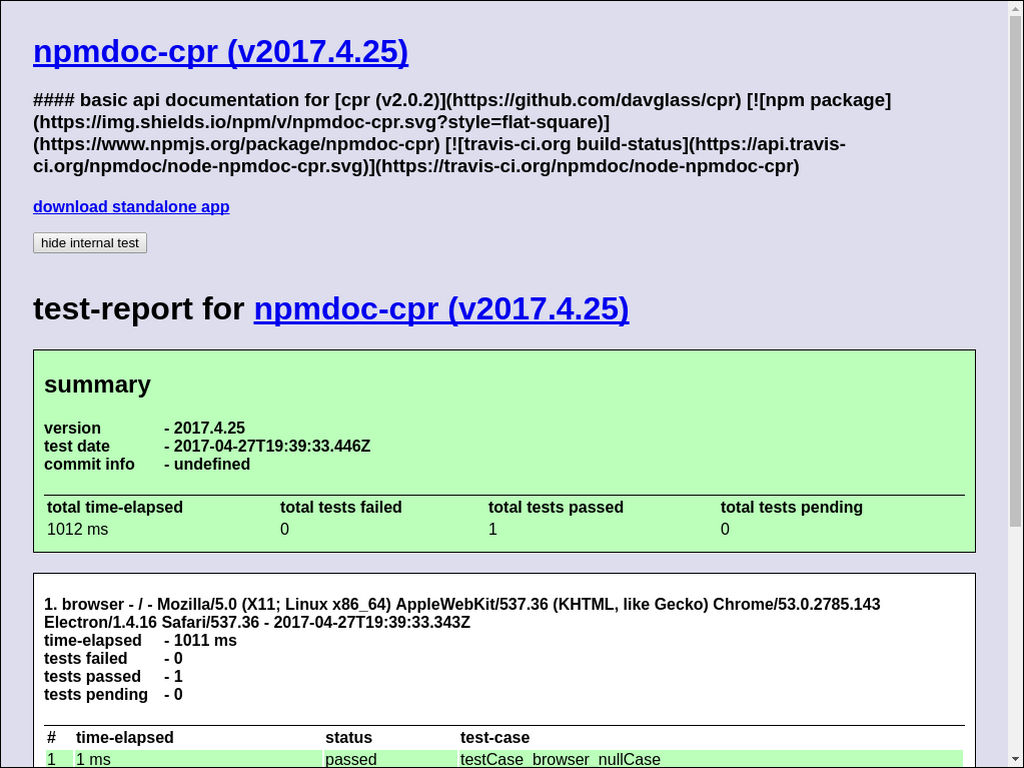 npmdoc-cpr (v2017.4.25)
#### basic api documentation for [cpr (v2.0.2)](https://github.com/davglass/cpr) [![npm package]
(https://img.shields.io/npm/v/npmdoc-cpr.svg?style=flat-square)]
(https://www.npmjs.org/package/npmdoc-cpr) [![travis-ci.org build-status](https://api.travis-
ci.org/npmdoc/node-npmdoc-cpr.svg)](https://travis-ci.org/npmdoc/node-npmdoc-cpr)
download standalone app
hide internal test
test-report for npmdoc-cpr (v2017.4.25)
summary
version - 2017.4.25
test date - 2017-04-27T19:39:33.446Z
commit info - undefined
total time-elapsed total tests failed total tests passed total tests pending
1012 ms 0 1 0
1. browser - / - Mozilla/5.0 (X11; Linux x86_64) AppleWebKit/537.36 (KHTML, like Gecko) Chrome/53.0.2785.143
Electron/1.4.16 Safari/537.36 - 2017-04-27T19:39:33.343Z
time-elapsed - 1011 ms
tests failed - 0
tests passed - 1
tests pending - 0
# time-elapsed status test-case
1 1 ms passed testCase_browser_nullCase